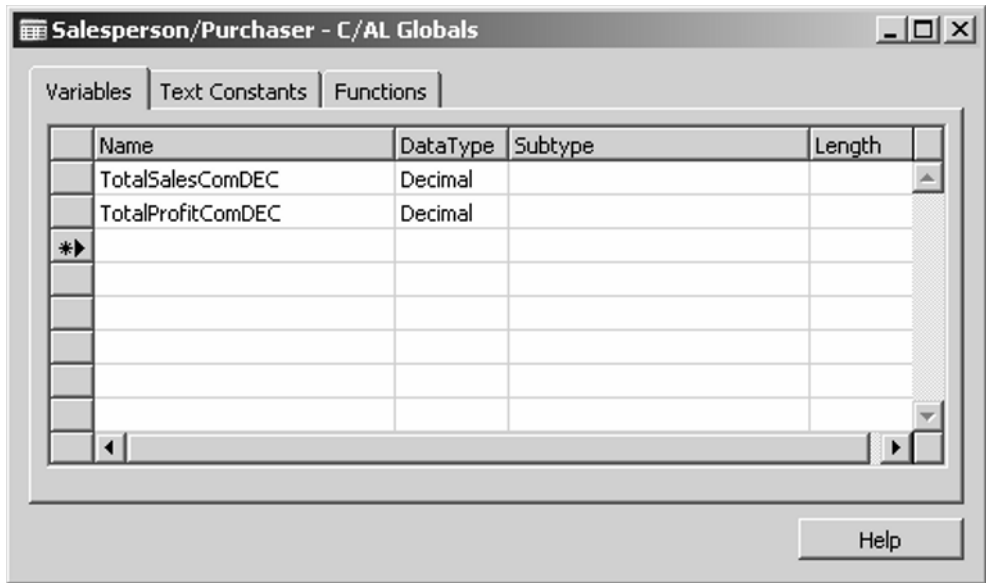 Salesperson/Purchaser - C/AL Globals
Variables Text Constants Functions
Name DataType Subtype Length
TotalSalesComDEC Decimal
TotalProfitComDEC Decimal
Help